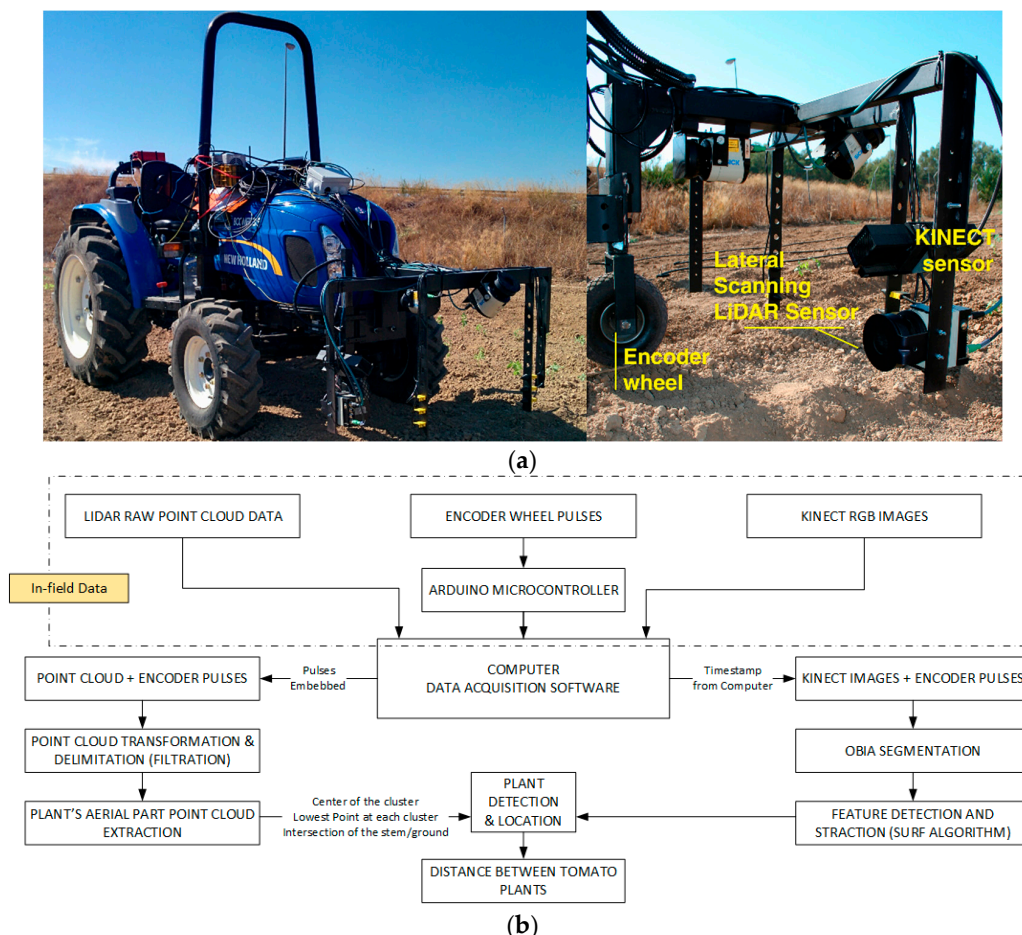 NEW HOLLAND
KINECT
sensor
Lateral
Scanning
LiDAR Sensor
Encoder
wheel
(a)
LIDAR RAW POINT CLOUD DATA
ENCODER WHEEL PULSES
KINECT RGB IMAGES
In-field Data
ARDUINO MICROCONTROLLER
POINT CLOUD + ENCODER PULSES
Pulses
Embebbed
COMPUTER
DATA ACQUISITION SOFTWARE
Timestamp
from Computer
KINECT IMAGES + ENCODER PULSES
POINT CLOUD TRANSFORMATION &
DELIMITATION (FILTRATION)
OBIA SEGMENTATION
PLANT'S AERIAL PART POINT CLOUD
EXTRACTION
Center of the cluster
Lowest Point at each cluster
Intersection of the stem/ground
PLANT
DETECTION
& LOCATION
FEATURE DETECTION AND
STRACTION (SURF ALGORITHM)
DISTANCE BETWEEN TOMATO
PLANTS
(b)